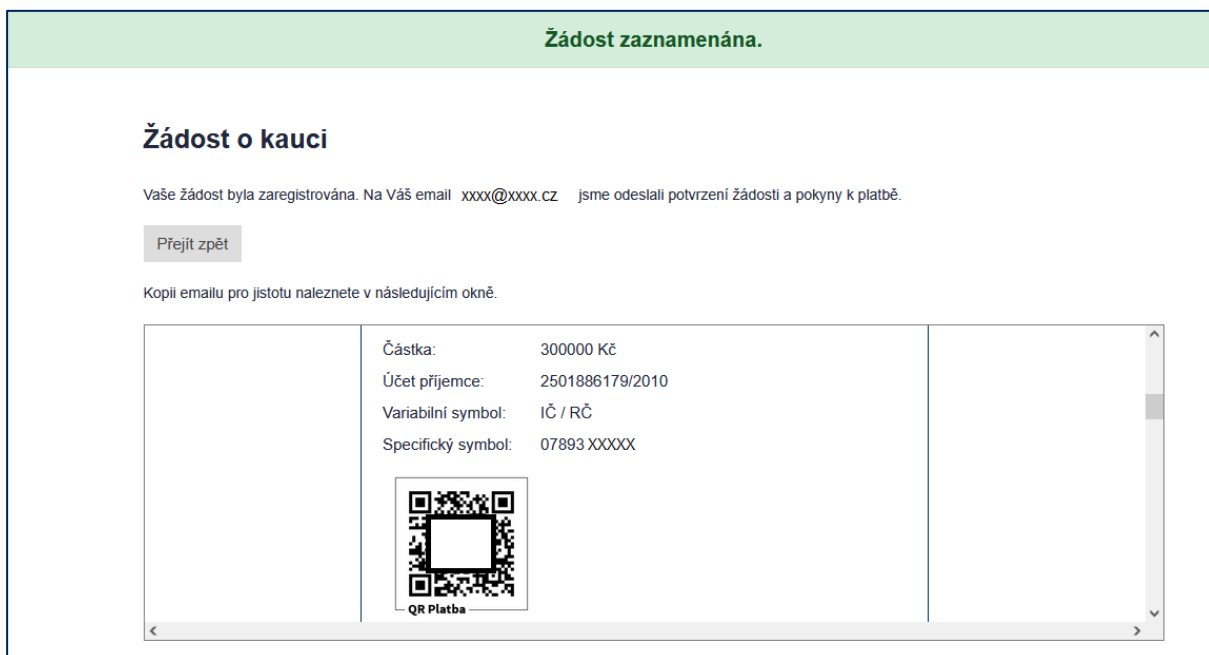 Žádost zaznamenána.
Žádost o kauci
Vaše žádost byla zaregistrována. Na Váš email xxxx@xxxx.cz jsme odeslali potvrzení žádosti a pokyny k platbě.
Přejít zpět
Kopii emailu pro jistotu naleznete v následujícím okně.
Částka: 300000 Kč
Účet příjemce: 2501886179/2010
Variabilní symbol: IČ / RČ
Specifický symbol: 07893 XXXXX
QR Platba